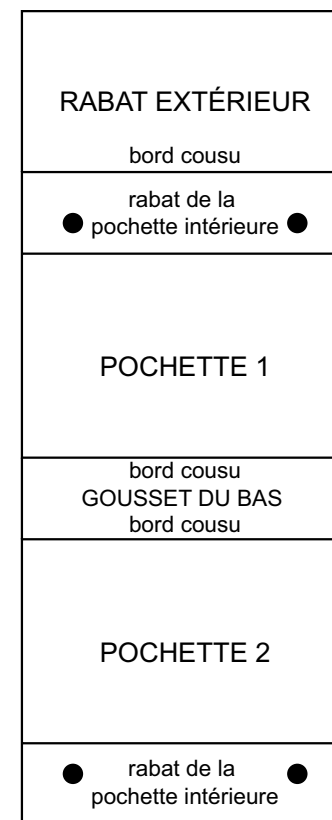 RABAT EXTÉRIEUR
bord cousu
rabat de la
pochette intérieure
POCHETTE 1
bord cousu
GOUSSET DU BAS
bord cousu
POCHETTE 2
rabat de la
pochette intérieure